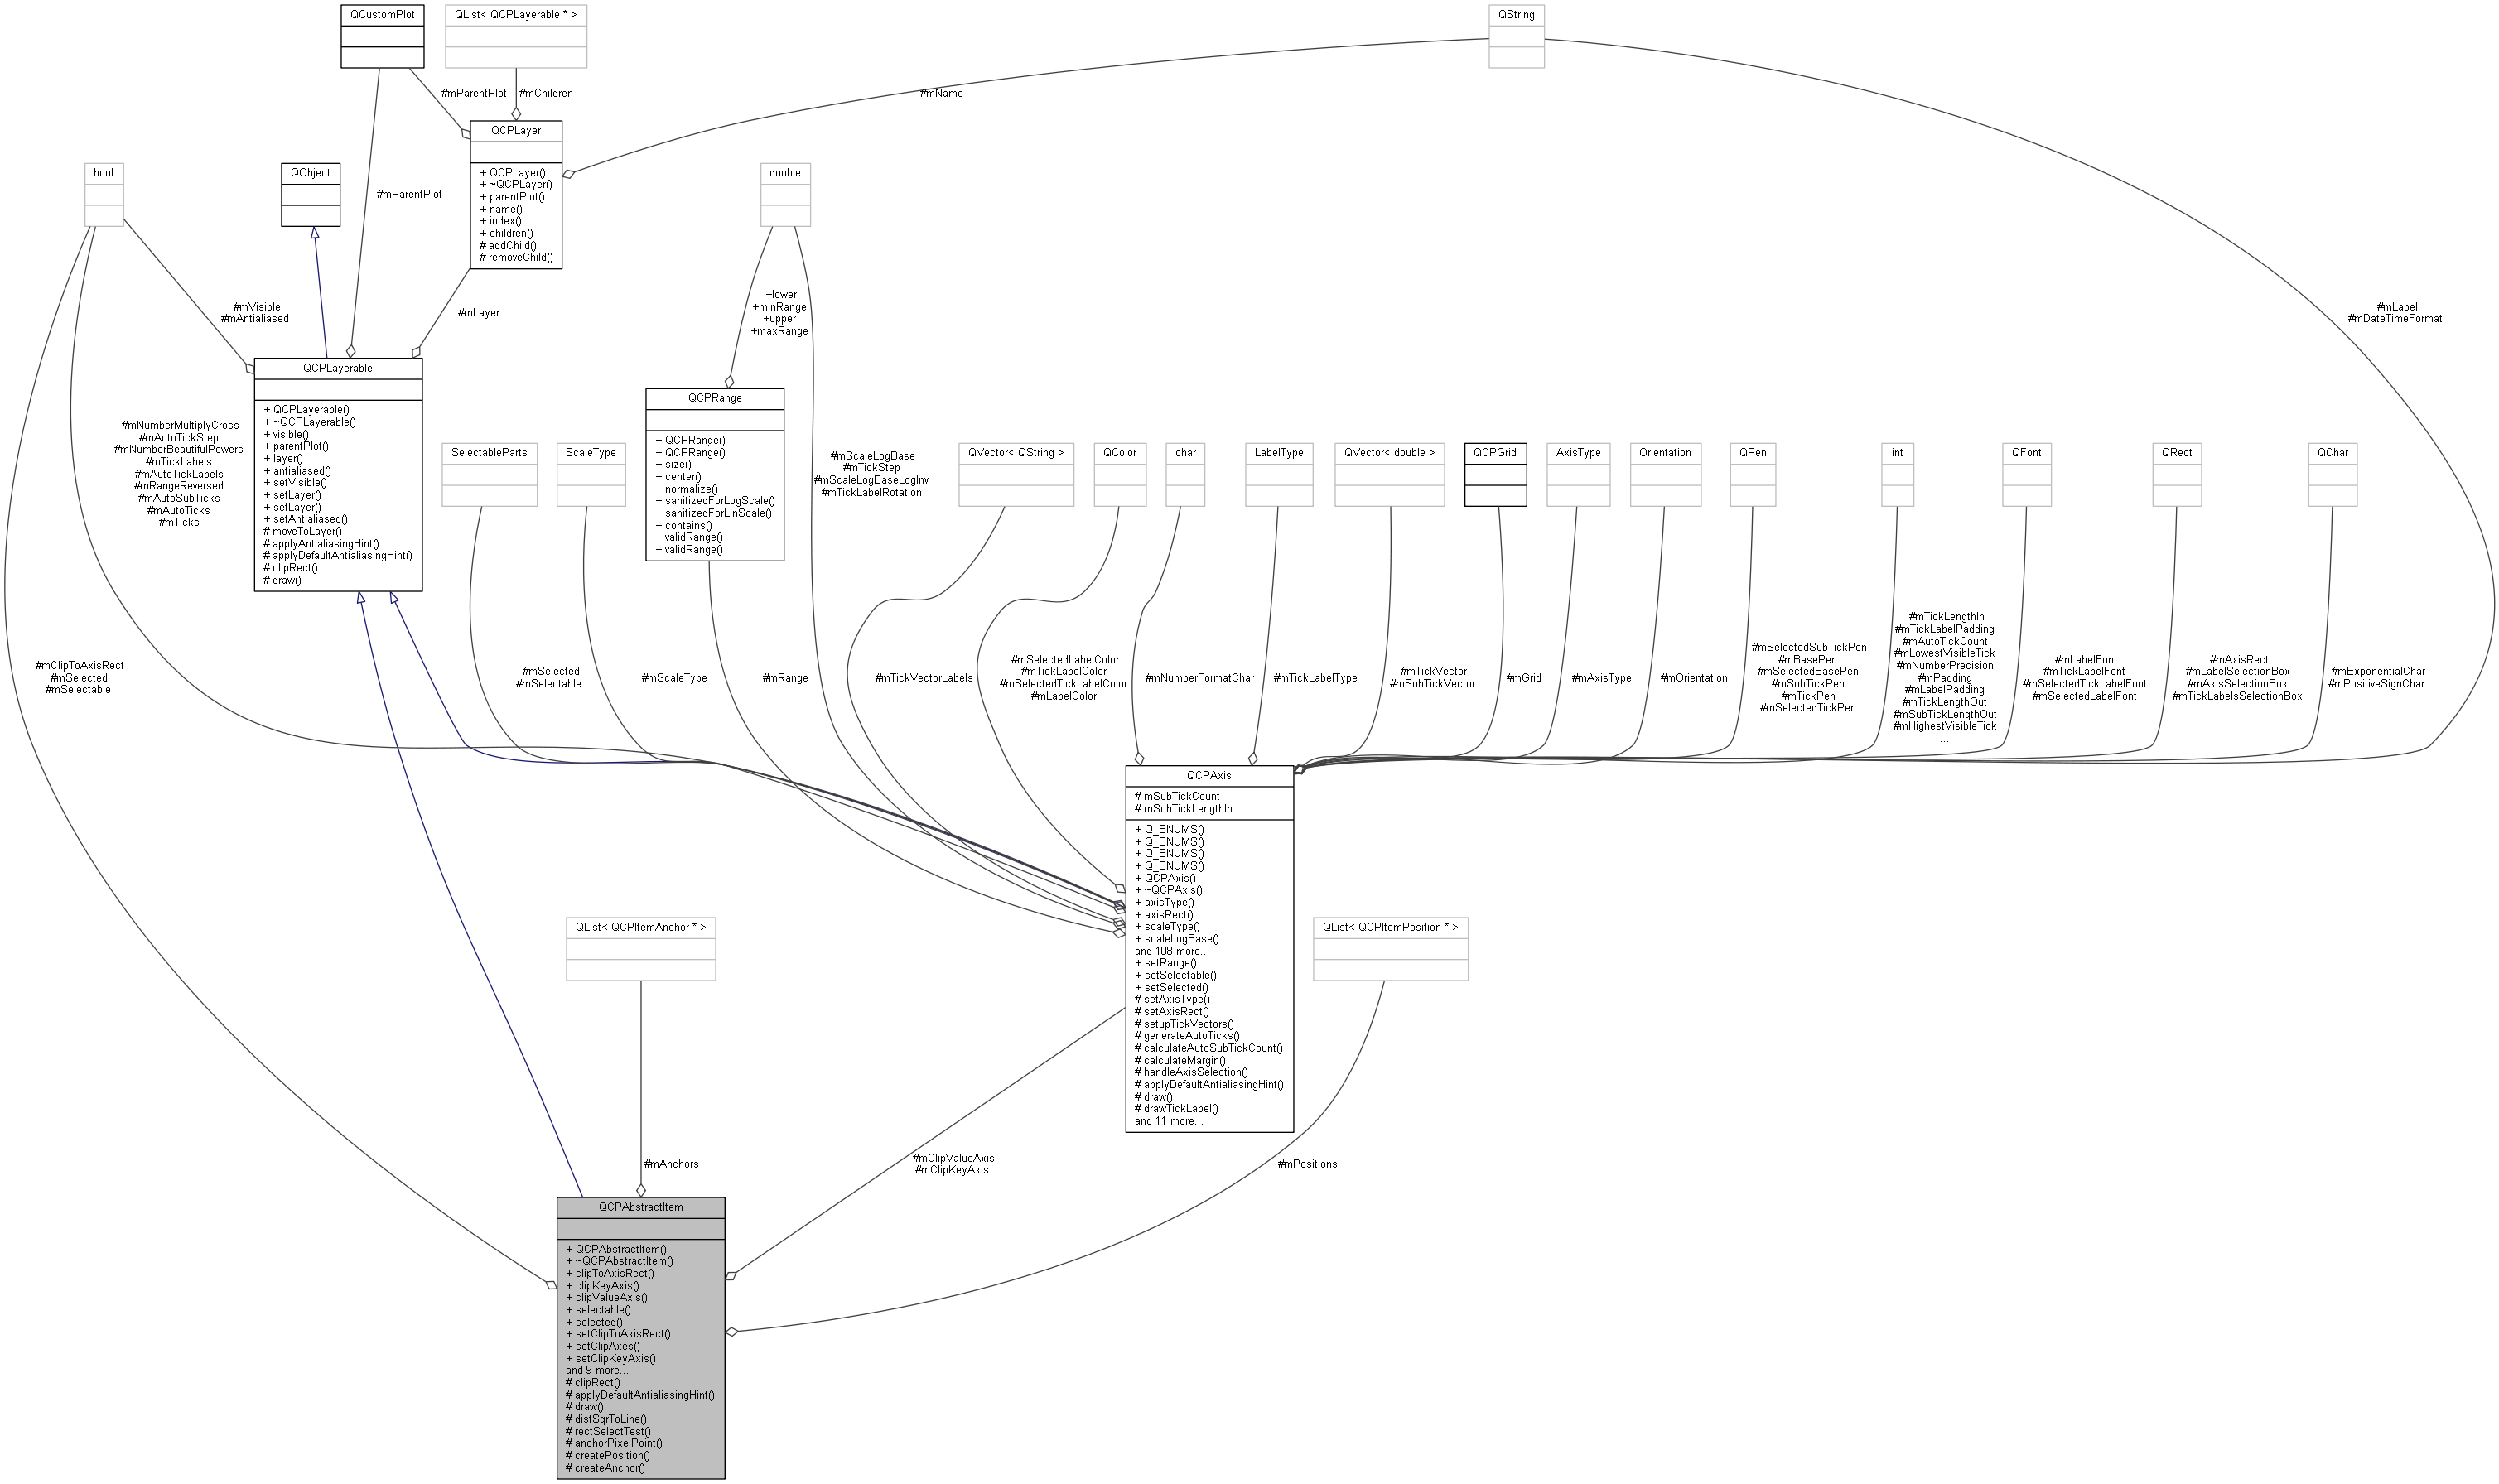 QCustomPlot
QList< QCPLayerable * >
QString
#mParentPlot
#mChildren
#mName
QCPLayer
+ QCPLayer()
+ ~QCPLayer()
+ parentPlot()
+ name()
+ index()
+ children()
# addChild()
# removeChild()
bool
QObject
double
#mParentPlot
#mVisible
#mAntialiased
#mLayer
+lower
+minRange
+upper
+maxRange
#mLabel
#mDateTimeFormat
QCPLayerable
+ QCPLayerable()
+ ~QCPLayerable()
+ visible()
+ parentPlot()
+ layer()
+ antialiased()
+ setVisible()
+ setLayer()
+ setLayer()
+ setAntialiased()
# moveToLayer()
# applyAntialiasingHint()
# applyDefaultAntialiasingHint()
# clipRect()
# draw()
#mNumberMultiplyCross
#mAutoTickStep
#mNumberBeautifulPowers
#mTickLabels
#mAutoTickLabels
#mRangeReversed
#mAutoSubTicks
#mAutoTicks
#mTicks
SelectableParts
ScaleType
QCPRange
+ QCPRange()
+ QCPRange()
+ size()
+ center()
+ normalize()
+ sanitizedForLogScale()
+ sanitizedForLinScale()
+ contains()
+ validRange()
+ validRange()
#mScaleLogBase
#mTickStep
#mScaleLogBaseLogInv
#mTickLabelRotation
QVector< QString >
QColor
char
LabelType
QVector< double >
QCPGrid
AxisType
Orientation
QPen
int
QFont
QRect
QChar
#mClipToAxisRect
#mSelected
#mSelectable
#mSelected
#mSelectable
#mScaleType
#mRange
#mTickVectorLabels
#mSelectedLabelColor
#mTickLabelColor
#mSelectedTickLabelColor
#mLabelColor
#mNumberFormatChar
#mTickLabelType
#mTickVector
#mSubTickVector
#mGrid
#mAxisType
#mOrientation
#mSelectedSubTickPen
#mBasePen
#mSelectedBasePen
#mSubTickPen
#mTickPen
#mSelectedTickPen
#mTickLengthIn
#mTickLabelPadding
#mAutoTickCount
#mLowestVisibleTick
#mNumberPrecision
#mPadding
#mLabelPadding
#mTickLengthOut
#mSubTickLengthOut
#mHighestVisibleTick
...
#mLabelFont
#mTickLabelFont
#mSelectedTickLabelFont
#mSelectedLabelFont
#mAxisRect
#mLabelSelectionBox
#mAxisSelectionBox
#mTickLabelsSelectionBox
#mExponentialChar
#mPositiveSignChar
QCPAxis
# mSubTickCount
# mSubTickLengthIn
+ Q_ENUMS()
+ Q_ENUMS()
+ Q_ENUMS()
+ Q_ENUMS()
+ QCPAxis()
+ ~QCPAxis()
+ axisType()
+ axisRect()
+ scaleType()
+ scaleLogBase()
and 108 more...
+ setRange()
+ setSelectable()
+ setSelected()
# setAxisType()
# setAxisRect()
# setupTickVectors()
# generateAutoTicks()
# calculateAutoSubTickCount()
# calculateMargin()
# handleAxisSelection()
# applyDefaultAntialiasingHint()
# draw()
# drawTickLabel()
and 11 more...
QList< QCPItemAnchor * >
QList< QCPItemPosition * >
#mAnchors
#mClipValueAxis
#mClipKeyAxis
#mPositions
QCPAbstractItem
+ QCPAbstractItem()
+ ~QCPAbstractItem()
+ clipToAxisRect()
+ clipKeyAxis()
+ clipValueAxis()
+ selectable()
+ selected()
+ setClipToAxisRect()
+ setClipAxes()
+ setClipKeyAxis()
and 9 more...
# clipRect()
# applyDefaultAntialiasingHint()
# draw()
# distSqrToLine()
# rectSelectTest()
# anchorPixelPoint()
# createPosition()
# createAnchor()